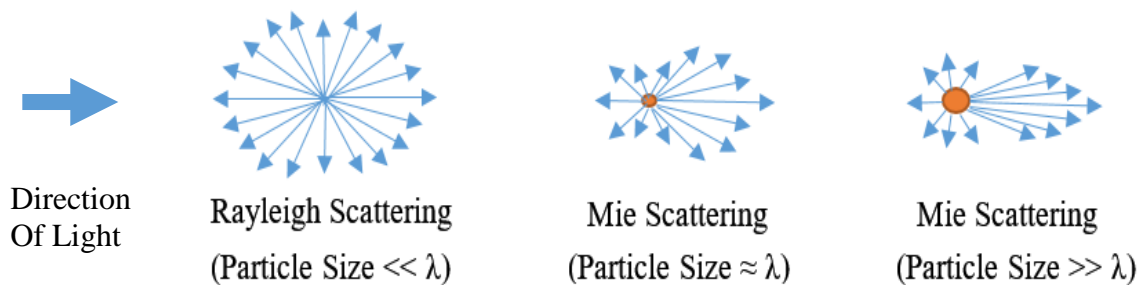 Direction
Of Light
Rayleigh Scattering
(Particle Size << λ)
Mie Scattering
(Particle Size ≈ λ)
Mie Scattering
(Particle Size >> λ)